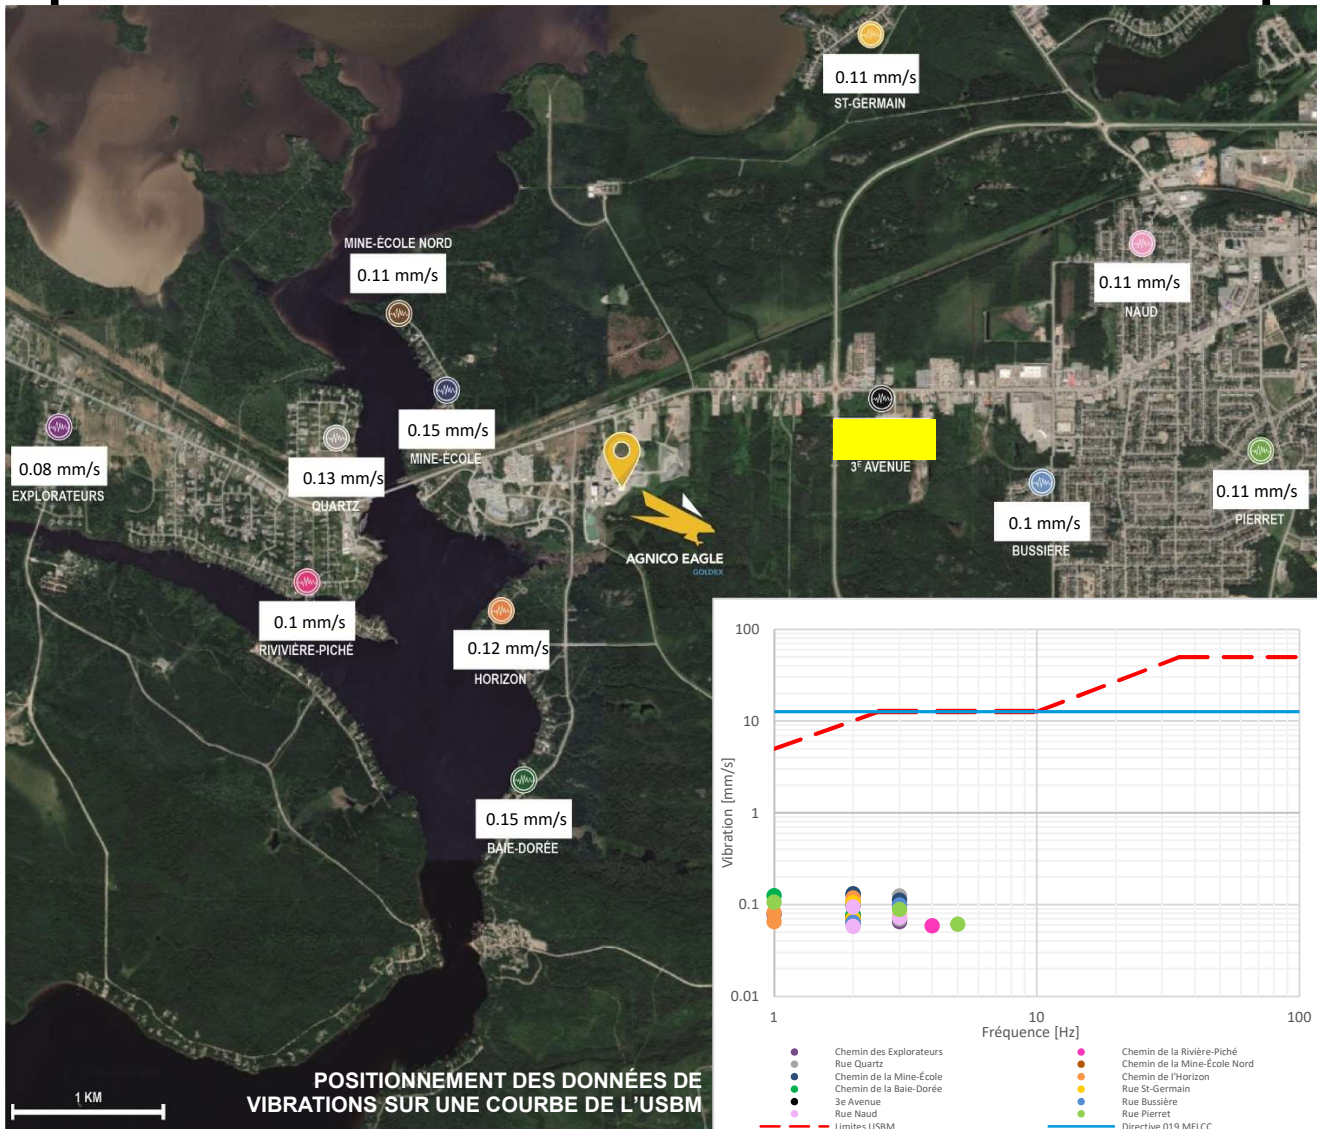 0.11 mm/s
ST-GERMAIN
MINE-ÉCOLE NORD
0.11 mm/s
0.11 mm/s
NAUD
0.15 mm/s
MINE-ÉCOLE
0.08 mm/s
EXPLORATEURS
0.13 mm/s
QUARTZ
3E AVENUE
0.11 mm/s
PIERRET
0.1 mm/s
BUSSIÈRE
AGNICO EAGLE
GOLDEX
0.1 mm/s
RIVIVIÈRE-PICHÉ
0.12 mm/s
HORIZON
0.15 mm/s
BAIE-DORÉE
1 KM
POSITIONNEMENT DES DONNÉES DE
VIBRATIONS SUR UNE COURBE DE L'USBM
100
10
1
0.1
0.01
Vibration [mm/s]
1
10
100
Fréquence [Hz]
Chemin des Explorateurs
Chemin de la Rivière-Piché
Rue Quartz
Chemin de la Mine-École Nord
Chemin de la Mine-École
Chemin de l'Horizon
Chemin de la Baie-Dorée
Rue St-Germain
3e Avenue
Rue Bussière
Rue Naud
Rue Pierret
Limites USBM
Directive 019 MELCC